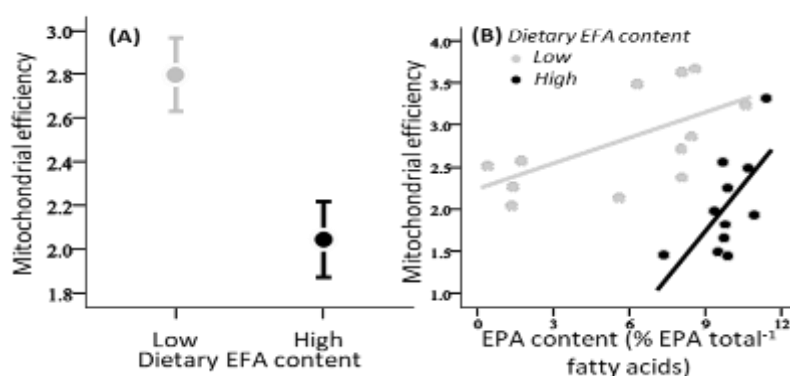 (A)
Mitochondrial efficiency
3.0
2.8
2.6
2.4
2.2
2.0
1.8
Low High
Dietary EFA content
(B) Dietary EFA content
Low
High
Mitochondrial efficiency
4.0
3.5
3.0
2.5
2.0
1.5
1.0
0 3 6 9 12
EPA content (% EPA total⁻¹
fatty acids)